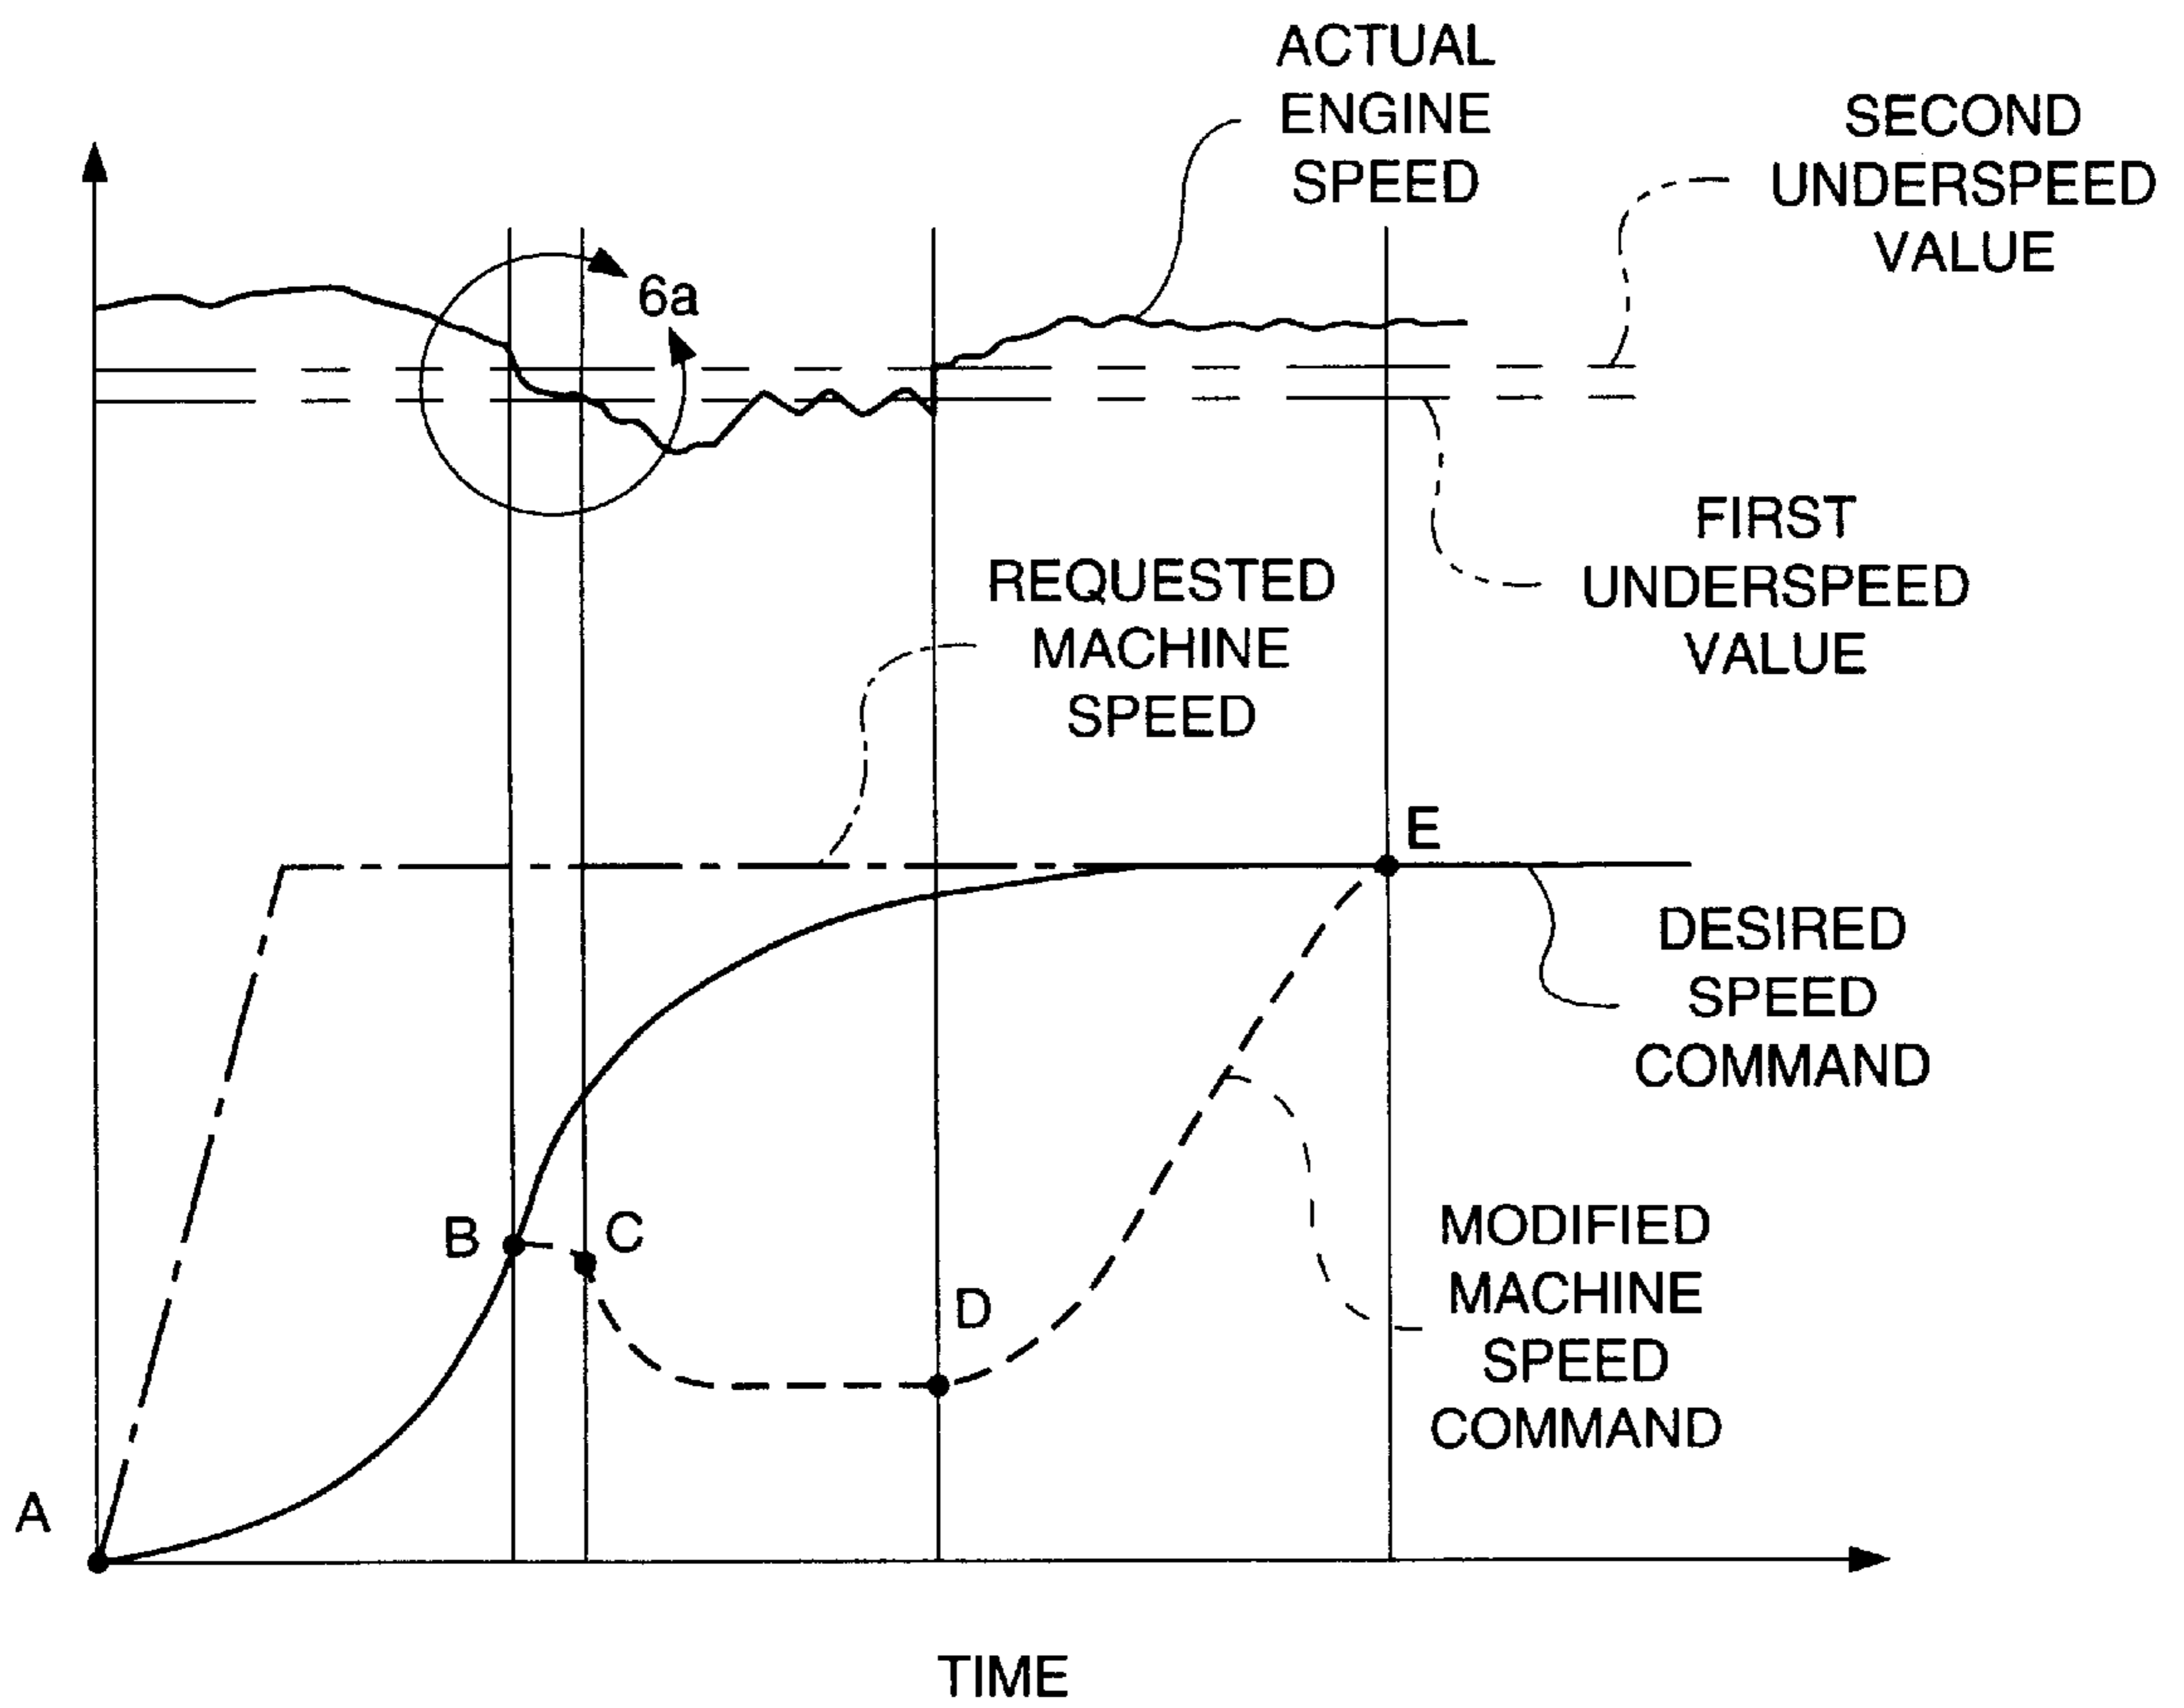 ACTUAL
ENGINE
SPEED
SECOND
UNDERSPEED
VALUE
6a
FIRST
UNDERSPEED
VALUE
REQUESTED
MACHINE
SPEED
E
DESIRED
SPEED
COMMAND
B
C
MODIFIED
MACHINE
SPEED
COMMAND
D
A
TIME